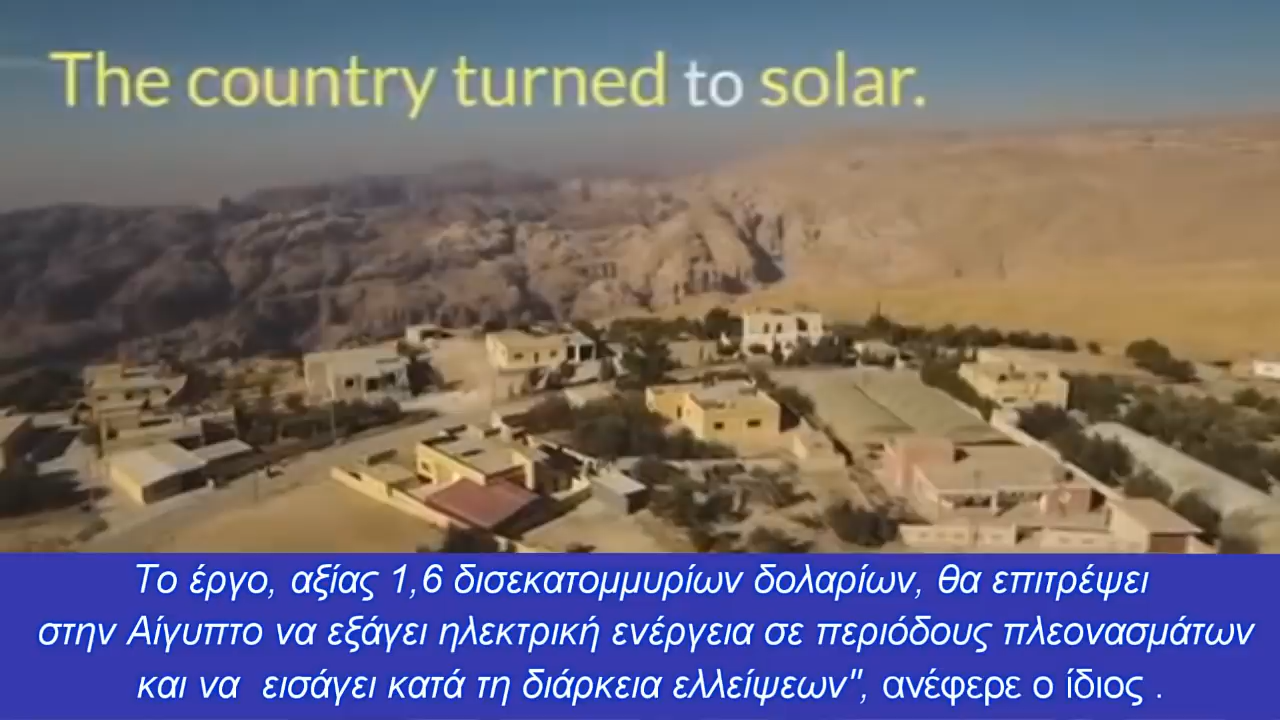 The country turned to solar.
Το έργο, αξίας 1,6 δισεκατομμυρίων δολαρίων, θα επιτρέψει
στην Αίγυπτο να εξάγει ηλεκτρική ενέργεια σε περιόδους πλεονασμάτων
και να  εισάγει κατά τη διάρκεια ελλείψεων", ανέφερε ο ίδιος .